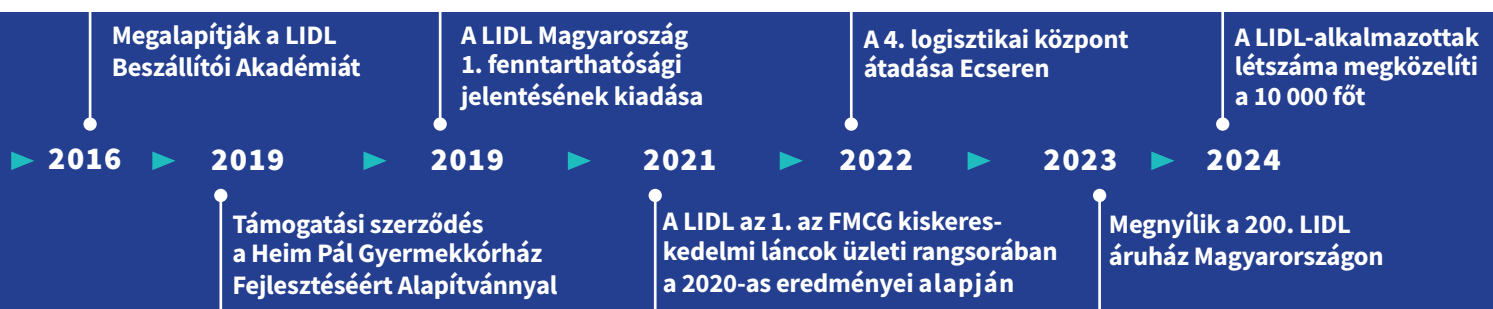 Megalapítják a LIDL
Beszállítói Akadémiát
A LIDL Magyaroszág
1. fenntarthatósági
jelentésének kiadása
A 4. logisztikai központ
átadása Ecseren
A LIDL-alkalmazottak
létszáma megközelíti
a 10 000 főt
2016 2019 2019 2021 2022 2023 2024
Támogatási szerződés
a Heim Pál Gyermekkórház
Fejlesztéséért Alapítvánnyal
A LIDL az 1. az FMCG kiskeres-
kedelmi láncok üzleti rangsorában
a 2020-as eredményei alapján
Megnyílik a 200. LIDL
áruház Magyarországon